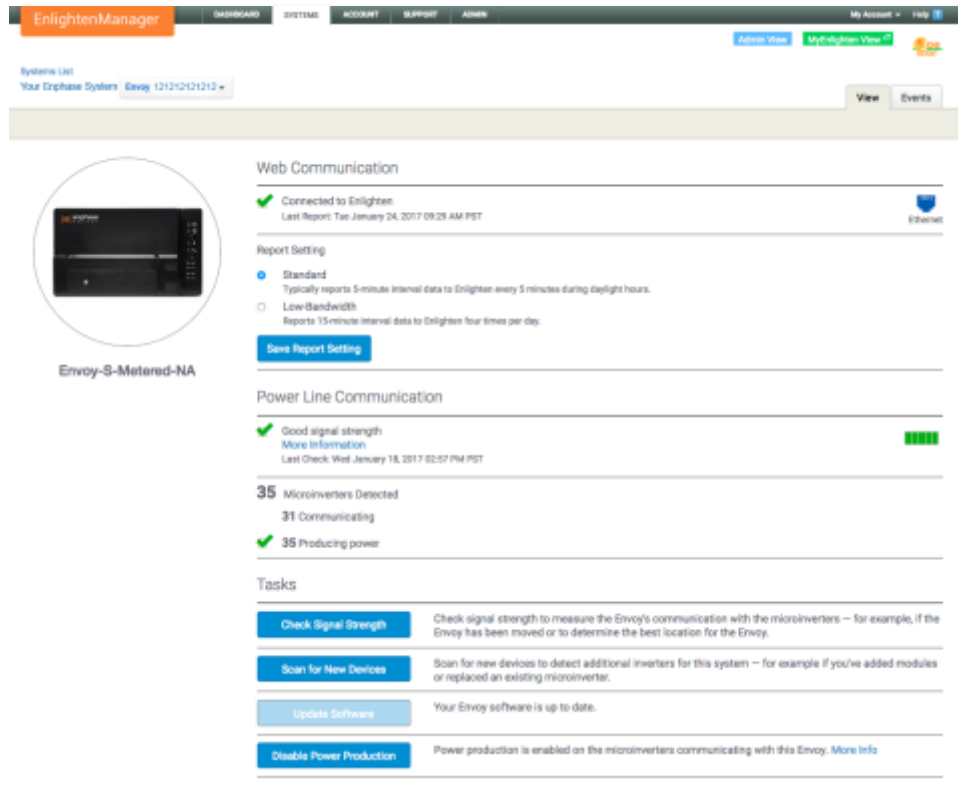 EnlightenManager
DASHBOARD SYSTEMS ACCOUNT SUPPORT ADMIN
My Account Help
Admin View MyEnlighten View
Systems List
Your Enphase System Envoy 121212121212
View Events
Web Communication
Connected to Enlighten
Last Report: Tue January 24, 2017 09:29 AM PST
Ethernet
enphase
Report Setting
Standard
Typically reports 5-minute interval data to Enlighten every 5 minutes during daylight hours.
Low-Bandwidth
Reports 15-minute interval data to Enlighten four times per day.
Save Report Setting
Envoy-S-Metered-NA
Power Line Communication
Good signal strength
More Information
Last Check: Wed January 18, 2017 02:57 PM PST
35 Microinverters Detected
31 Communicating
35 Producing power
Tasks
Check Signal Strength
Check signal strength to measure the Envoy's communication with the microinverters — for example, if the
Envoy has been moved or to determine the best location for the Envoy.
Scan for New Devices
Scan for new devices to detect additional inverters for this system — for example if you've added modules
or replaced an existing microinverter.
Update Software
Your Envoy software is up to date.
Disable Power Production
Power production is enabled on the microinverters communicating with this Envoy. More Info